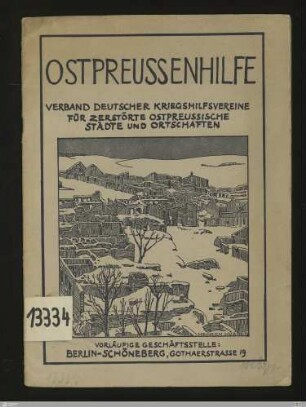 OSTPREUSSENHILFE
VERBAND DEUTSCHER KRIEGSHILFSVEREINE
FÜR ZERSTÖRTE OSTPREUSSISCHE
STÄDTE UND ORTSCHAFTEN
13334
VORLÄUFIGE GESCHÄFTSSTELLE:
BERLIN=SCHÖNEBERG, GOTHAERSTRASSE 19